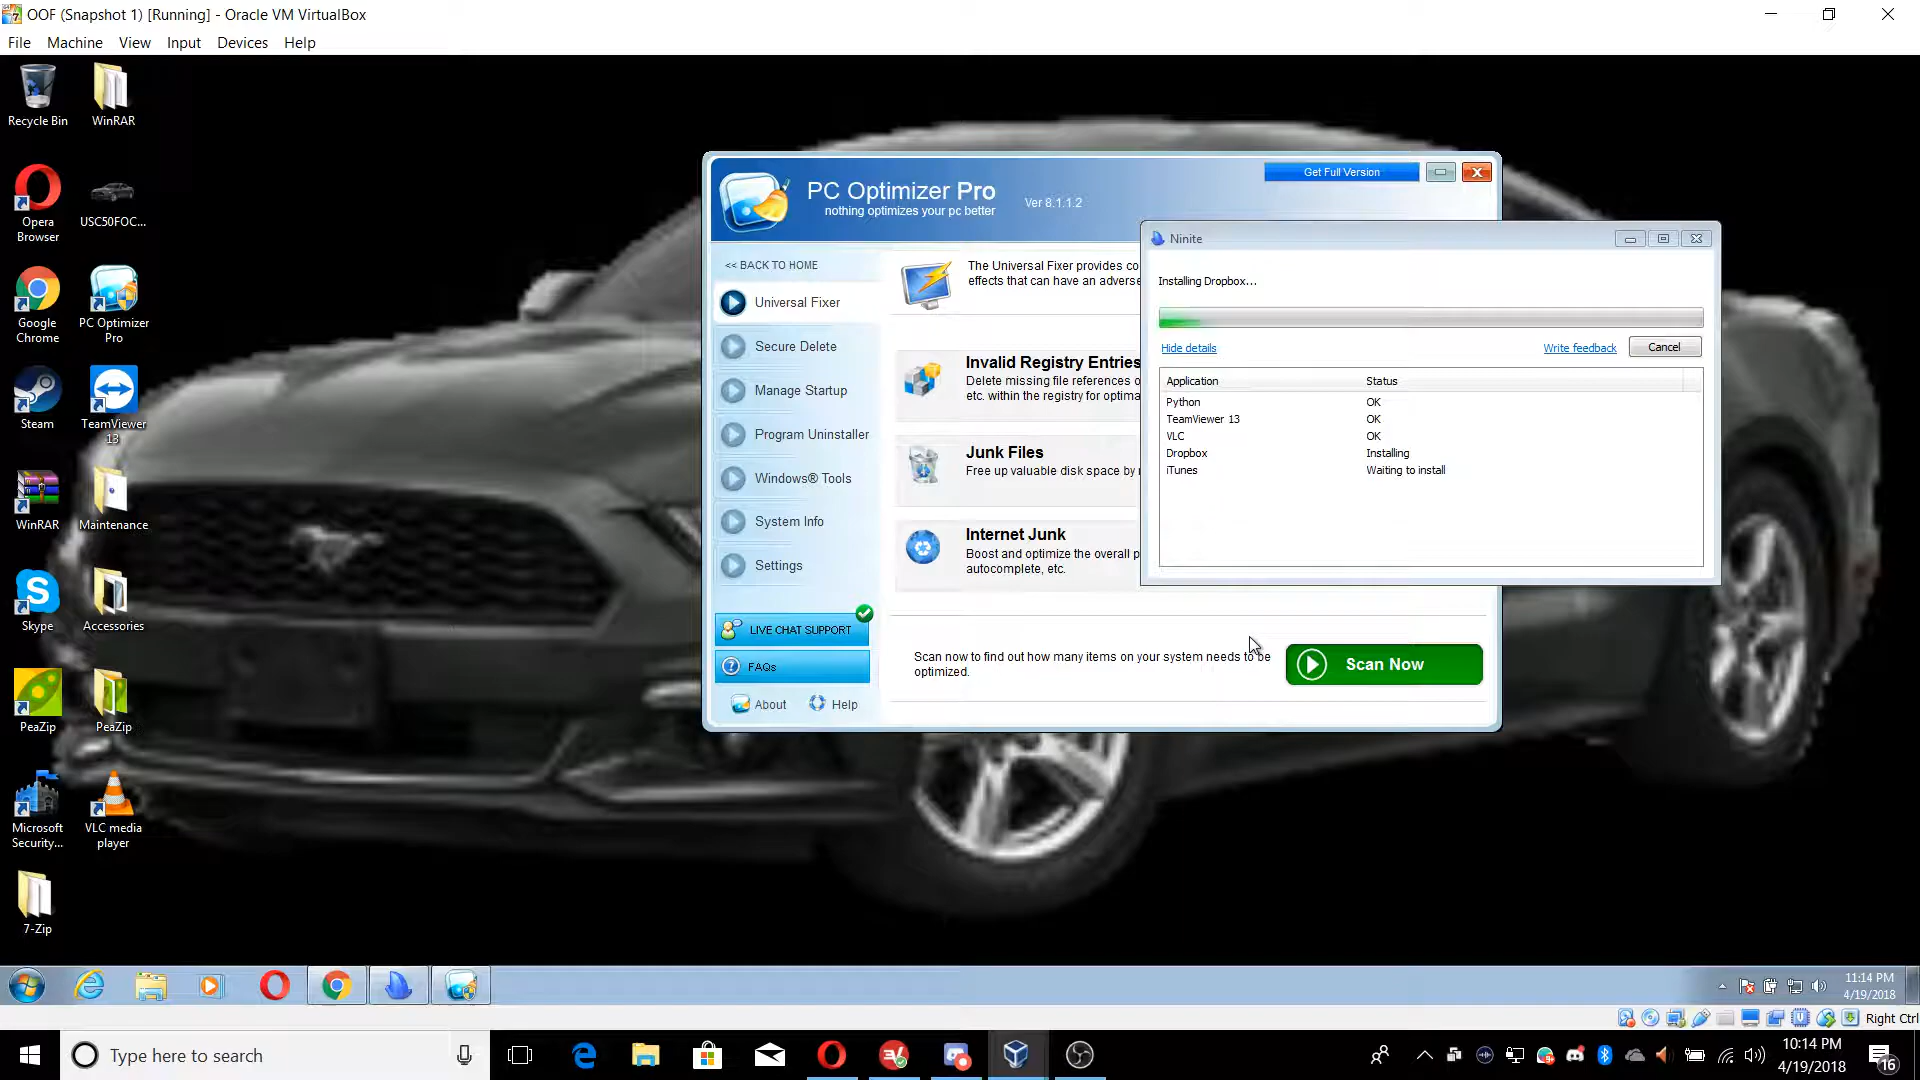 OOF (Snapshot 1) [Running] - Oracle VM VirtualBox
File Machine View Input Devices Help
Recycle Bin
WinRAR
Opera Browser
USC50FOC...
Google Chrome
PC Optimizer Pro
Steam
TeamViewer 13
WinRAR
Maintenance
Skype
Accessories
PeaZip
PeaZip
Microsoft Security...
VLC media player
7-Zip
PC Optimizer Pro
nothing optimizes your pc better
Ver 8.1.1.2
Get Full Version
<< BACK TO HOME
Universal Fixer
Secure Delete
Manage Startup
Program Uninstaller
Windows® Tools
System Info
Settings
LIVE CHAT SUPPORT
FAQs
About
Help
The Universal Fixer provides co
effects that can have an adverse
Invalid Registry Entries
Delete missing file references o
etc. within the registry for optima
Junk Files
Free up valuable disk space by r
Internet Junk
Boost and optimize the overall p
autocomplete, etc.
Scan now to find out how many items on your system needs to be
optimized.
Scan Now
Ninite
Installing Dropbox...
Hide details
Write feedback
Cancel
Application Status
Python OK
TeamViewer 13 OK
VLC OK
Dropbox Installing
iTunes Waiting to install
11:14 PM
4/19/2018
Right Ctrl
Type here to search
10:14 PM
4/19/2018
16